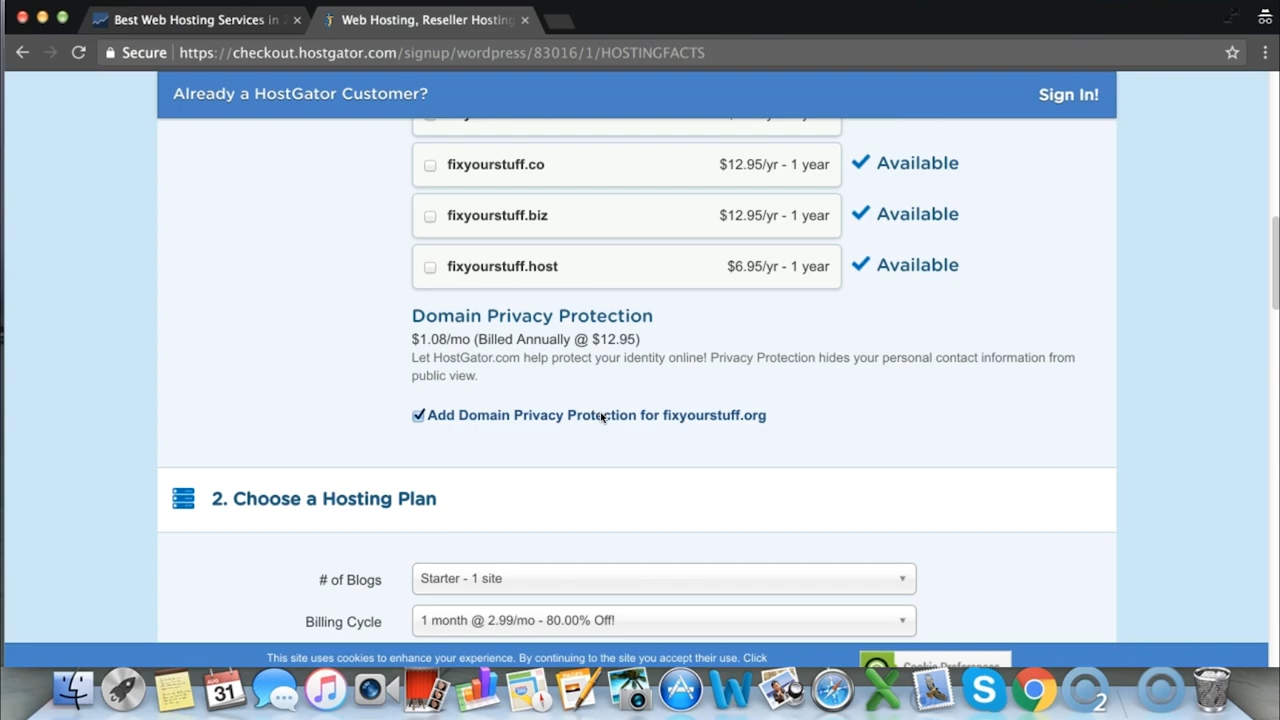 Best Web Hosting Services in 2
Web Hosting, Reseller Hosting
Secure
https://checkout.hostgator.com/signup/wordpress/83016/1/HOSTINGFACTS
Already a HostGator Customer?
Sign In!
fixyourstuff.co
$12.95/yr - 1 year
Available
fixyourstuff.biz
$12.95/yr - 1 year
Available
fixyourstuff.host
$6.95/yr - 1 year
Available
Domain Privacy Protection
$1.08/mo (Billed Annually @ $12.95)
Let HostGator.com help protect your identity online! Privacy Protection hides your personal contact information from
public view.
Add Domain Privacy Protection for fixyourstuff.org
2. Choose a Hosting Plan
# of Blogs
Starter - 1 site
Billing Cycle
1 month @ 2.99/mo - 80.00% Off!
This site uses cookies to enhance your experience. By continuing to the site you accept their use. Click
Cookie Preferences
AUG
31
2